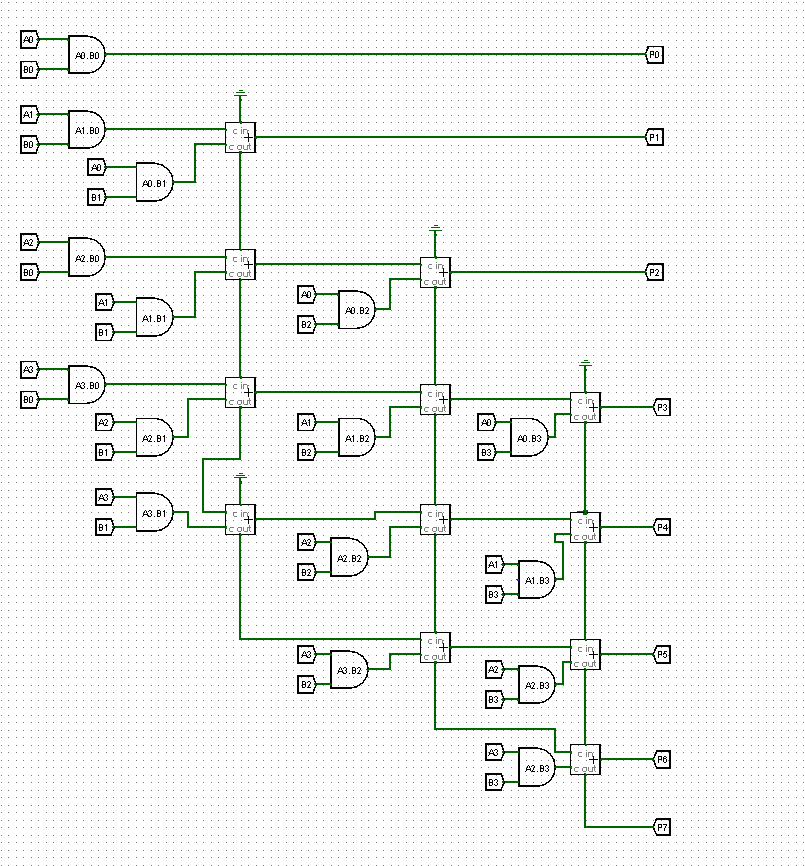 A0
A0.B0
P0
B0
A1
A1.B0
c in
+
P1
B0
c out
A0
A0.B1
B1
A2
A2.B0
c in
+
c in
+
P2
B0
c out
c out
A1
A1.B1
A0
A0.B2
B1
B2
A3
A3.B0
c in
+
c in
+
c in
+
P3
B0
c out
c out
c out
A2
A2.B1
A1
A1.B2
A0
A0.B3
B1
B2
B3
A3
A3.B1
c in
+
c in
+
c in
+
P4
B1
c out
c out
c out
A2
A2.B2
A1
A1.B3
B2
B3
c in
+
c in
+
P5
c out
c out
A3
A3.B2
A2
A2.B3
B2
B3
c in
+
P6
c out
A3
A2.B3
B3
P7